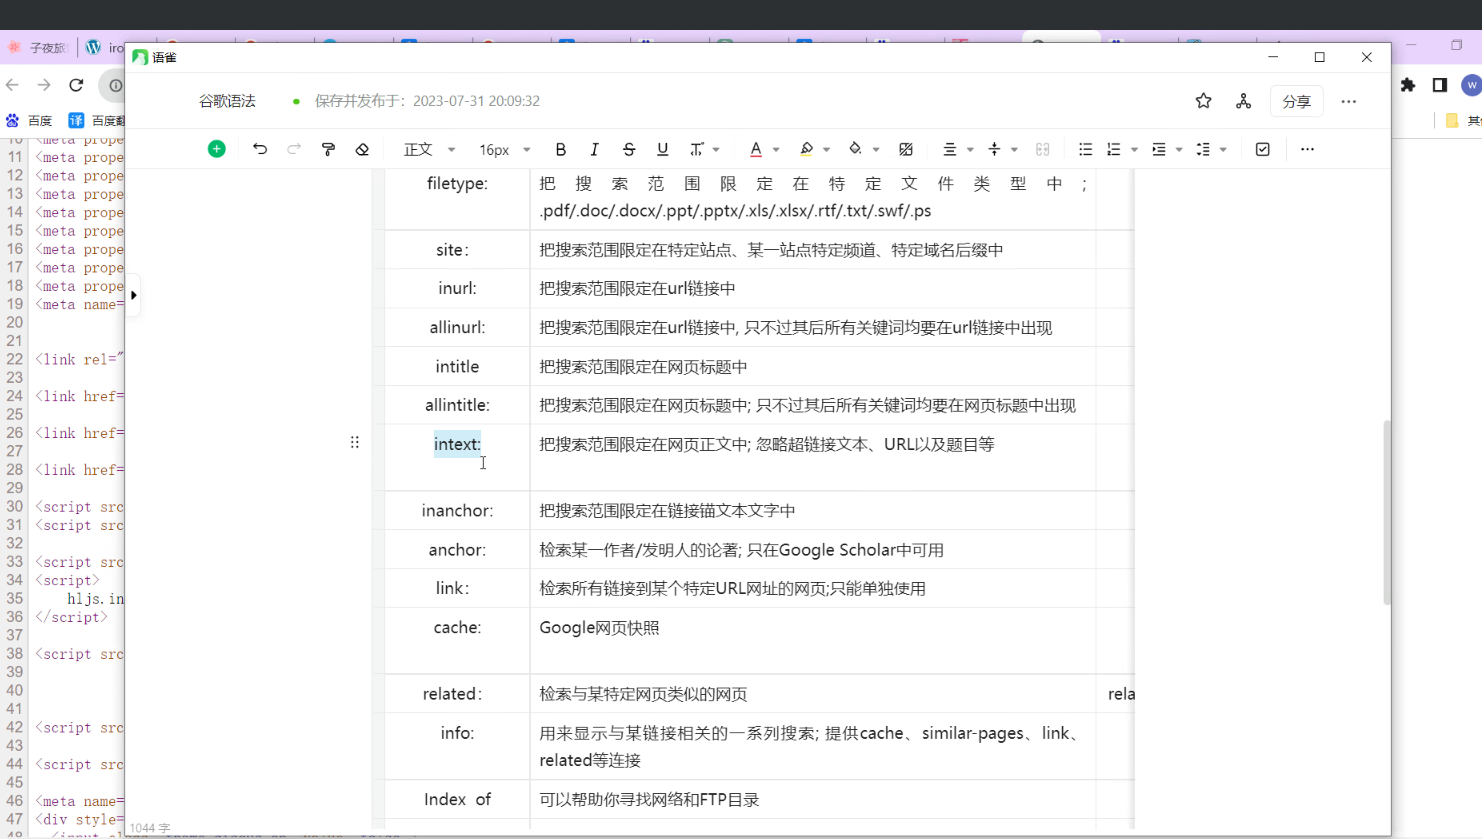 子夜旅
iro
语雀
百度
译
百度翻
谷歌语法
保存并发布于: 2023-07-31 20:09:32
分享
W
其
正文
16px
B
I
S
U
A
filetype:
把搜索范围限定在特定文件类型中;
.pdf/.doc/.docx/.ppt/.pptx/.xls/.xlsx/.rtf/.txt/.swf/.ps
site:
把搜索范围限定在特定站点、某一站点特定频道、特定域名后缀中
inurl:
把搜索范围限定在url链接中
allinurl:
把搜索范围限定在url链接中, 只不过其后所有关键词均要在url链接中出现
intitle
把搜索范围限定在网页标题中
allintitle:
把搜索范围限定在网页标题中; 只不过其后所有关键词均要在网页标题中出现
intext:
把搜索范围限定在网页正文中; 忽略超链接文本、URL以及题目等
inanchor:
把搜索范围限定在链接锚文本文字中
anchor:
检索某一作者/发明人的论著; 只在Google Scholar中可用
link:
检索所有链接到某个特定URL网址的网页;只能单独使用
cache:
Google网页快照
related:
检索与某特定网页类似的网页
rela
info:
用来显示与某链接相关的一系列搜索; 提供cache、similar-pages、link、
related等连接
Index of
可以帮助你寻找网络和FTP目录
1044 字
10 <meta prope
11 <meta prope
12 <meta prope
13 <meta prope
14 <meta prope
15 <meta prope
16 <meta prope
17 <meta prope
18 <meta prope
19 <meta name=
20
21
22 <link rel="
23
24 <link href=
25
26 <link href=
27
28 <link href=
29
30 <script src
31 <script src
32
33 <script src
34 <script>
35 hljs.in
36 </script>
37
38 <script src
39
40
41
42 <script src
43
44 <script src
45
46 <meta name=
47 <div style=
48